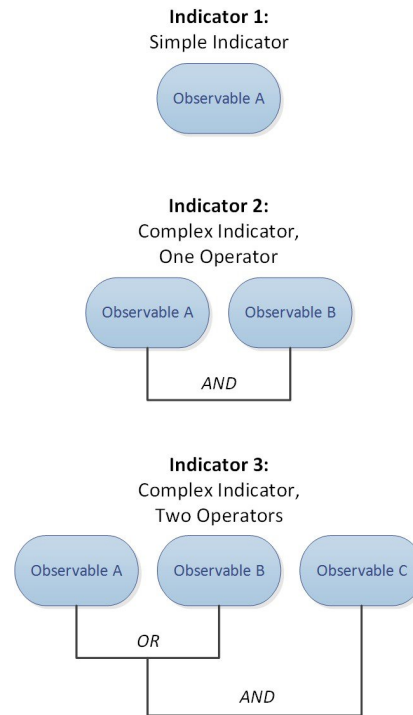 Indicator 1:
Simple Indicator
Observable A
Indicator 2:
Complex Indicator,
One Operator
Observable A
Observable B
AND
Indicator 3:
Complex Indicator,
Two Operators
Observable A
Observable B
Observable C
OR
AND